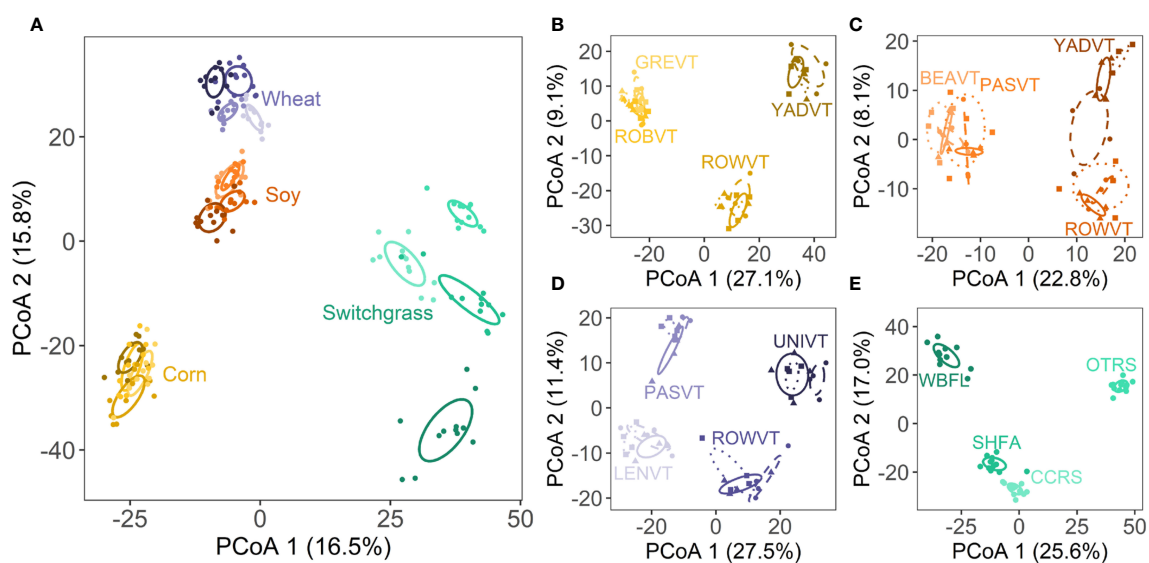 A
PCoA 2 (15.8%)
20
0
-20
-40
-25
0
25
50
PCoA 1 (16.5%)
Wheat
Soy
Switchgrass
Corn
B
PCoA 2 (9.1%)
20
10
0
-10
-20
-30
-20
0
20
40
PCoA 1 (27.1%)
GREVT
ROBVT
YADVT
ROWVT
C
PCoA 2 (8.1%)
20
10
0
-10
-20
-10
0
10
20
PCoA 1 (22.8%)
YADVT
BEAVT
PASVT
ROWVT
D
PCoA 2 (11.4%)
20
10
0
-10
-20
-20
0
20
PCoA 1 (27.5%)
UNIVT
PASVT
ROWVT
LENVT
E
PCoA 2 (17.0%)
40
20
0
-20
-25
0
25
50
PCoA 1 (25.6%)
WBFL
OTRS
SHFA
CCRS